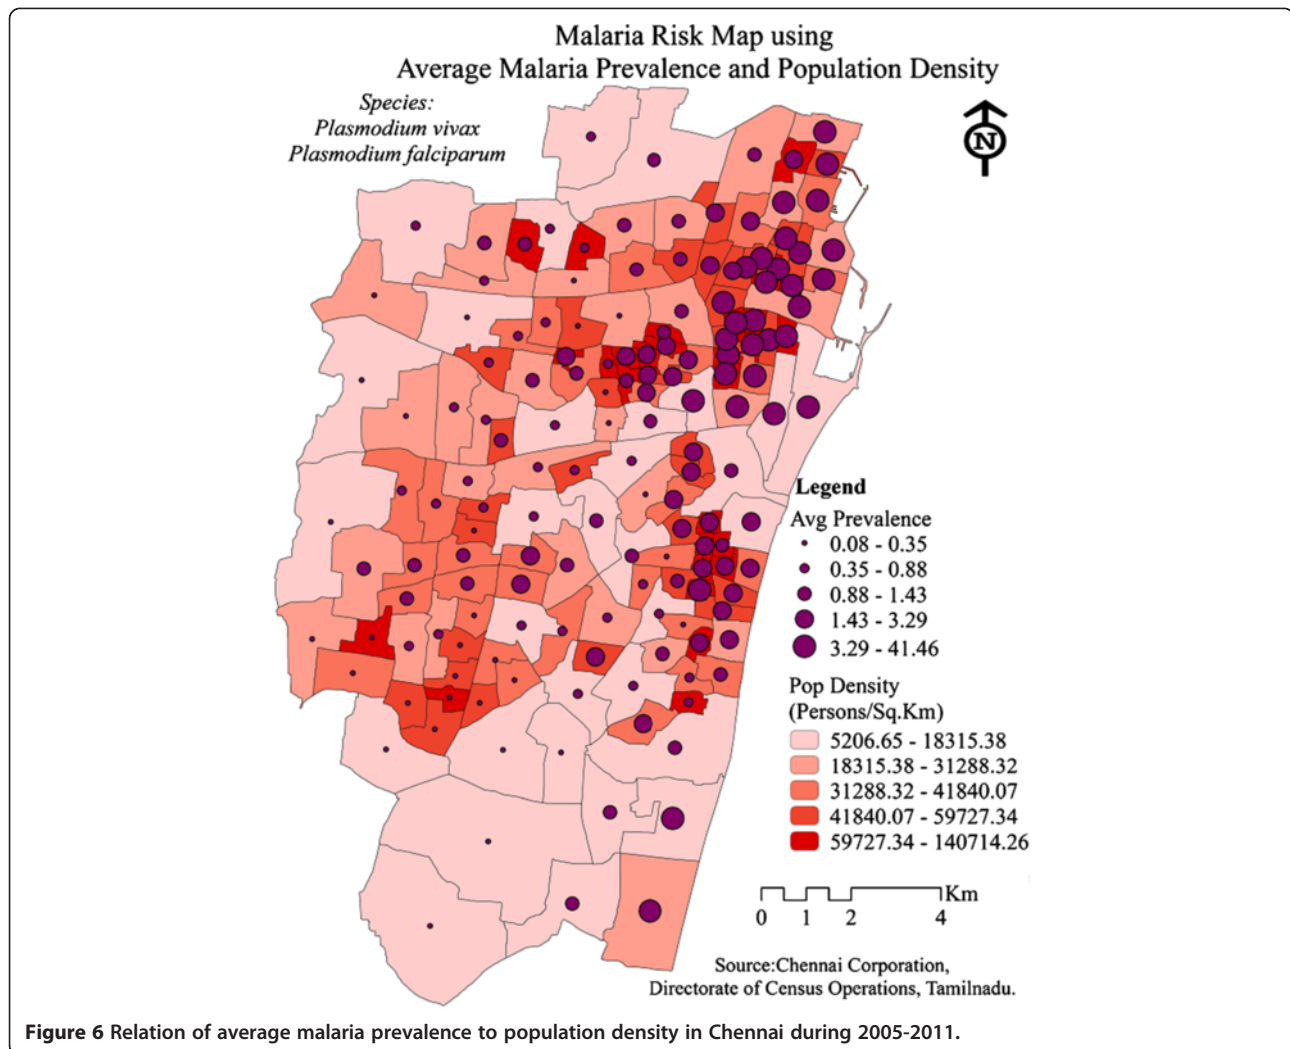 Malaria Risk Map using
Average Malaria Prevalence and Population Density
Species:
Plasmodium vivax
Plasmodium falciparum
N
Legend
Avg Prevalence
0.08 - 0.35
0.35 - 0.88
0.88 - 1.43
1.43 - 3.29
3.29 - 41.46
Pop Density
(Persons/Sq.Km)
5206.65 - 18315.38
18315.38 - 31288.32
31288.32 - 41840.07
41840.07 - 59727.34
59727.34 - 140714.26
Km
0 1 2 4
Source:Chennai Corporation,
Directorate of Census Operations, Tamilnadu.
Figure 6 Relation of average malaria prevalence to population density in Chennai during 2005-2011.